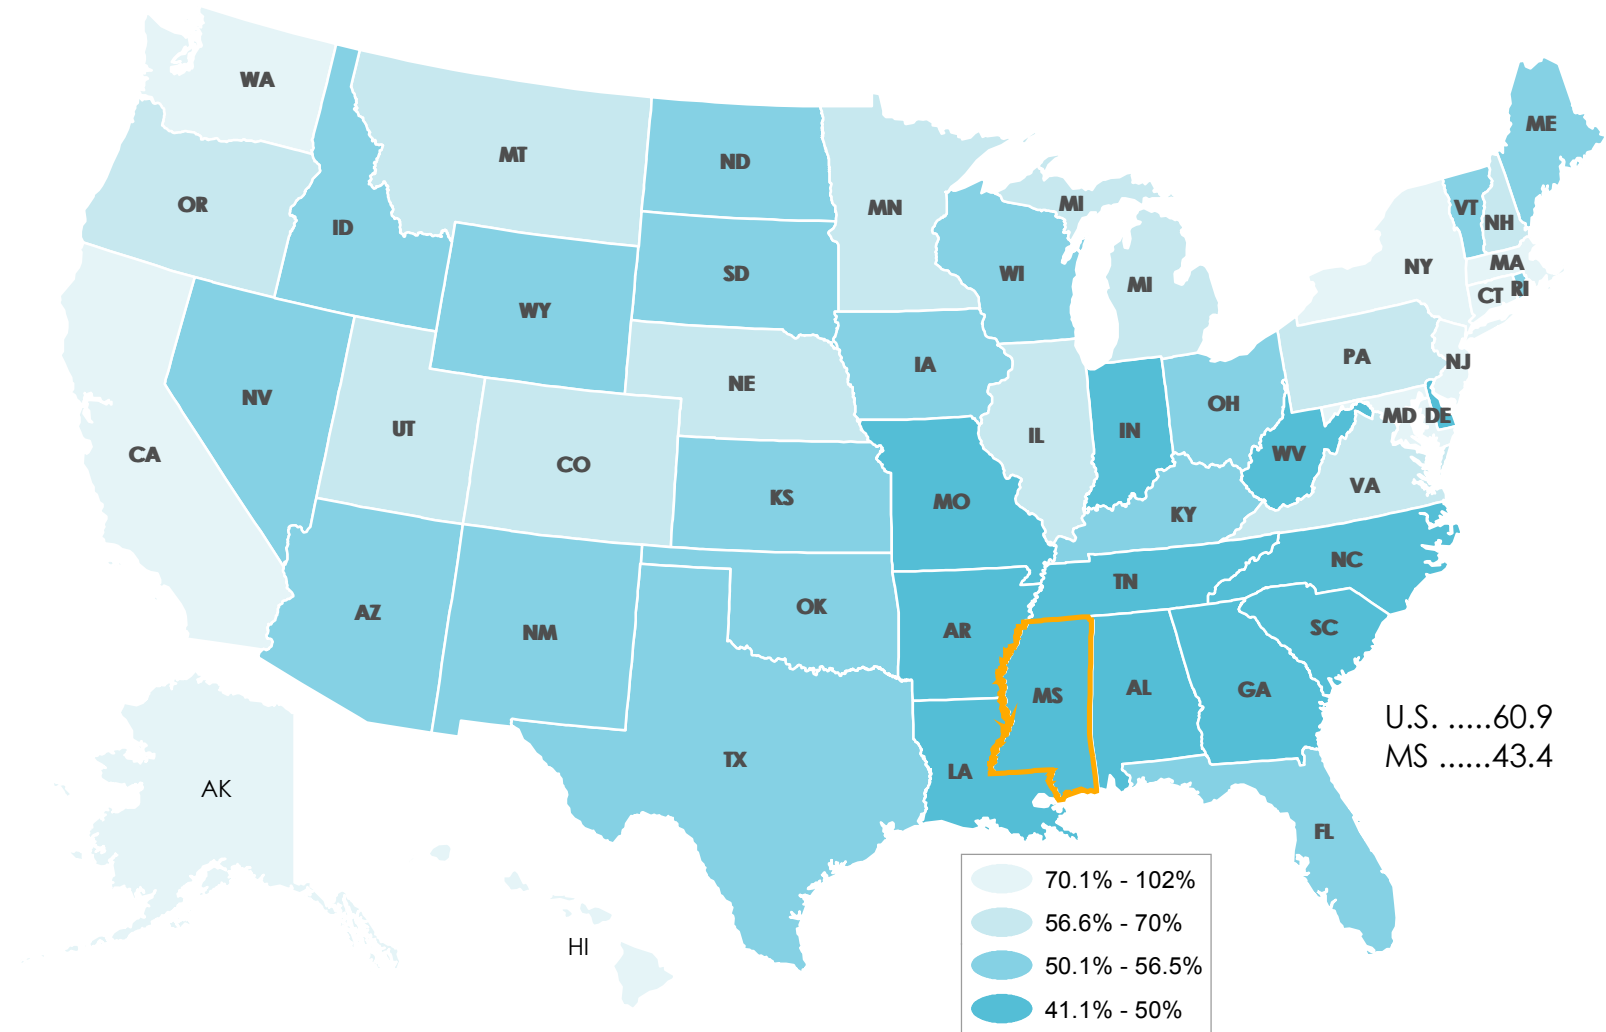 WA
MT
ND
MN
OR
ID
SD
WI
MI
MI
ME
VT
NH
NY
MA
CT
RI
WY
NE
IA
PA
NJ
NV
UT
CO
CA
KS
MO
IL
IN
OH
MD
DE
WV
VA
KY
AZ
NM
OK
AR
TN
NC
SC
MS
AL
GA
LA
TX
FL
AK
HI
U.S. .....60.9
MS ......43.4
70.1% - 102%
56.6% - 70%
50.1% - 56.5%
41.1% - 50%